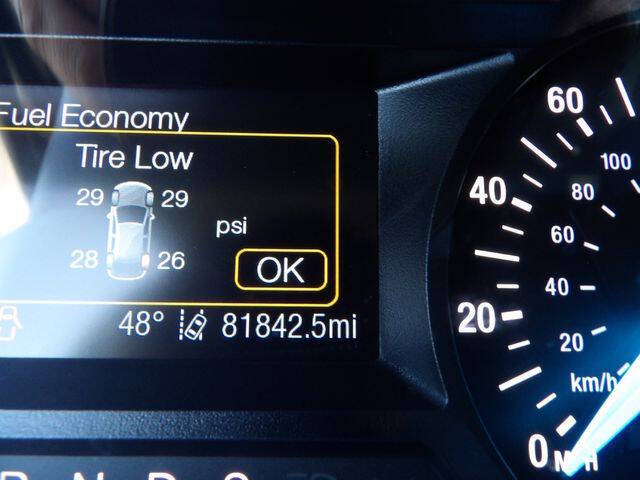 Fuel Economy
Tire Low
29 29
psi
28 26
OK
48° 81842.5mi
60
100
80
40
60
40
20
20
km/h
0 MPH
R N D S